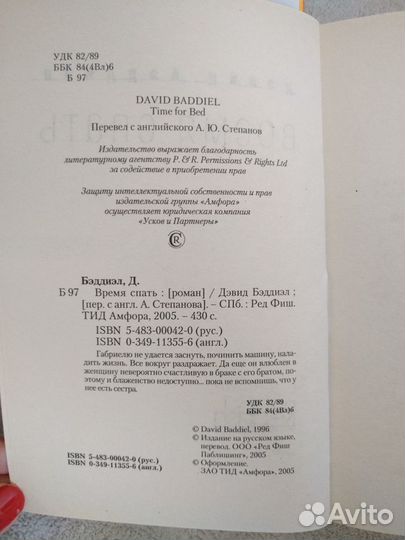 УДК 82/89
ББК 84(4Вл)6
Б 97
DAVID BADDIEL
Time for Bed
Перевел с английского А. Ю. Степанов
Издательство выражает благодарность
литературному агентству P. & R. Permissions & Rights Ltd
за содействие в приобретении прав
Защиту интеллектуальной собственности и прав
издательской группы «Амфора»
осуществляет юридическая компания
«Усков и Партнеры»
Бэддиэл, Д.
Б 97 Время спать : [роман] / Дэвид Бэддиэл ;
[пер. с англ. А. Степанова]. – СПб. : Ред Фиш.
ТИД Амфора, 2005. – 430 с.
ISBN 5-483-00042-0 (рус.)
ISBN 0-349-11355-6 (англ.)
Габриелю не удается заснуть, починить машину, нала-
дить жизнь. Все вокруг раздражает. Да еще он влюблен в
женщину невероятно счастливую в браке с его братом, по-
этому и блаженство недоступно... пока не вспомнишь, что у
нее есть сестра.
УДК 82/89
ББК 84(4Вл)6
© David Baddiel, 1996
© Издание на русском языке,
перевод. ООО «Ред Фиш
Паблишинг», 2005
ISBN 5-483-00042-0 (рус.)
© Оформление.
ISBN 0-349-11355-6 (англ.)
ЗАО ТИД «Амфора», 2005
Avito